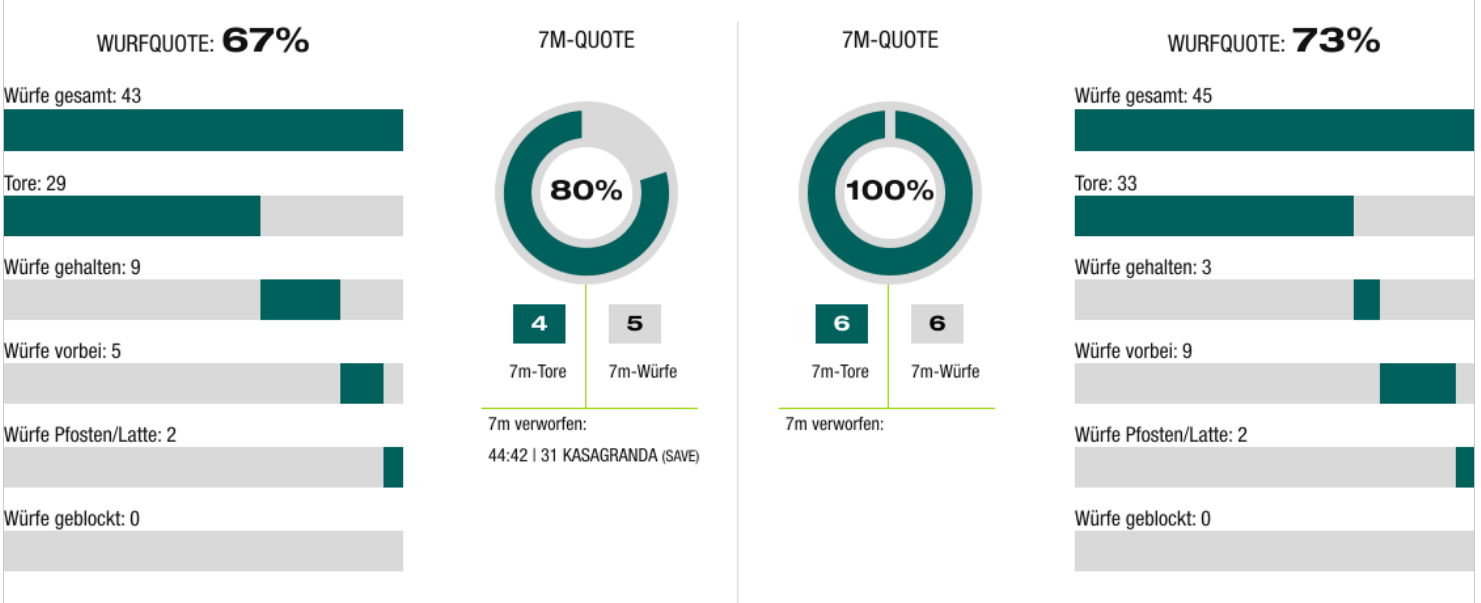 WURFQUOTE: 67%
Würfe gesamt: 43
Tore: 29
Würfe gehalten: 9
Würfe vorbei: 5
Würfe Pfosten/Latte: 2
Würfe geblockt: 0
7M-QUOTE
80%
4 5
7m-Tore 7m-Würfe
7m verworfen:
44:42 | 31 KASAGRANDA (SAVE)
7M-QUOTE
100%
6 6
7m-Tore 7m-Würfe
7m verworfen:
WURFQUOTE: 73%
Würfe gesamt: 45
Tore: 33
Würfe gehalten: 3
Würfe vorbei: 9
Würfe Pfosten/Latte: 2
Würfe geblockt: 0